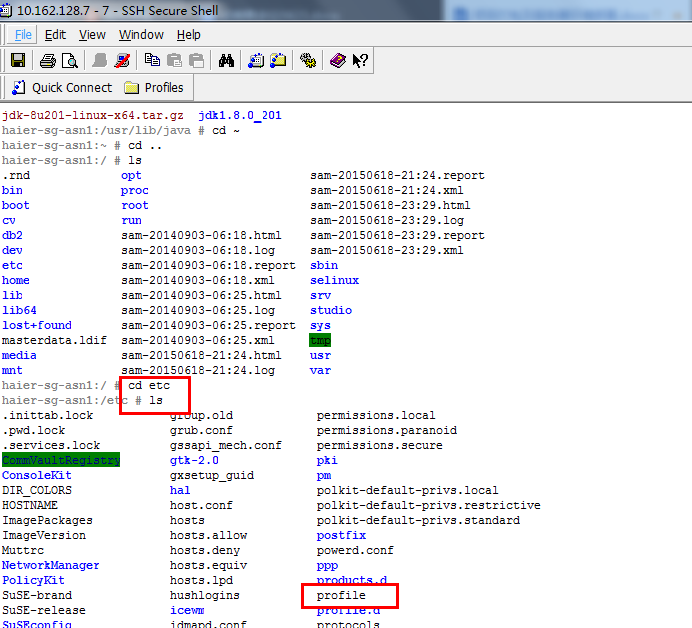 10.162.128.7 - 7 - SSH Secure Shell
File Edit View Window Help
Quick Connect Profiles
jdk-8u201-linux-x64.tar.gz jdk1.8.0_201
haier-sg-asn1:/usr/lib/java # cd ~
haier-sg-asn1:~ # cd ..
haier-sg-asn1:/ # ls
.rnd opt sam-20150618-21:24.report
bin proc sam-20150618-21:24.xml
boot root sam-20150618-23:29.html
cv run sam-20150618-23:29.log
db2 sam-20140903-06:18.html sam-20150618-23:29.report
dev sam-20140903-06:18.log sam-20150618-23:29.xml
etc sam-20140903-06:18.report sbin
home sam-20140903-06:18.xml selinux
lib sam-20140903-06:25.html srv
lib64 sam-20140903-06:25.log studio
lost+found sam-20140903-06:25.report sys
masterdata.ldif sam-20140903-06:25.xml tmp
media sam-20150618-21:24.html usr
mnt sam-20150618-21:24.log var
haier-sg-asn1:/ # cd etc
haier-sg-asn1:/etc # ls
.inittab.lock group.old permissions.local
.pwd.lock grub.conf permissions.paranoid
.services.lock gssapi_mech.conf permissions.secure
CommVaultRegistry gtk-2.0 pki
ConsoleKit gxsetup_guid pm
DIR_COLORS hal polkit-default-privs.local
HOSTNAME host.conf polkit-default-privs.restrictive
ImagePackages hosts polkit-default-privs.standard
ImageVersion hosts.allow postfix
Muttrc hosts.deny powerd.conf
NetworkManager hosts.equiv ppp
PolicyKit hosts.lpd products.d
SuSE-brand hushlogins profile
SuSE-release icewm profile.d
SuSEconfig idmapd.conf protocols